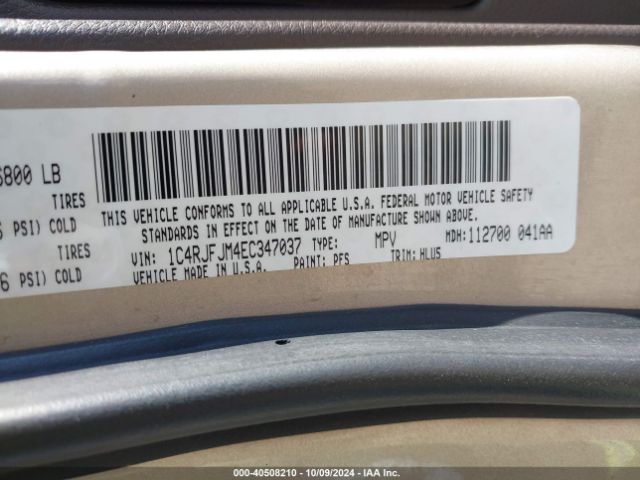 6800 LB
TIRES
PSI) COLD
TIRES
6 PSI) COLD
THIS VEHICLE CONFORMS TO ALL APPLICABLE U.S.A. FEDERAL MOTOR VEHICLE SAFETY
STANDARDS IN EFFECT ON THE DATE OF MANUFACTURE SHOWN ABOVE.
VIN: 1C4RJFJM4EC347037 TYPE: MPV MDH: 112700 041AA
VEHICLE MADE IN U.S.A. PAINT: PFS TRIM: HLU5
000-40508210 | 10/09/2024 | IAA Inc.